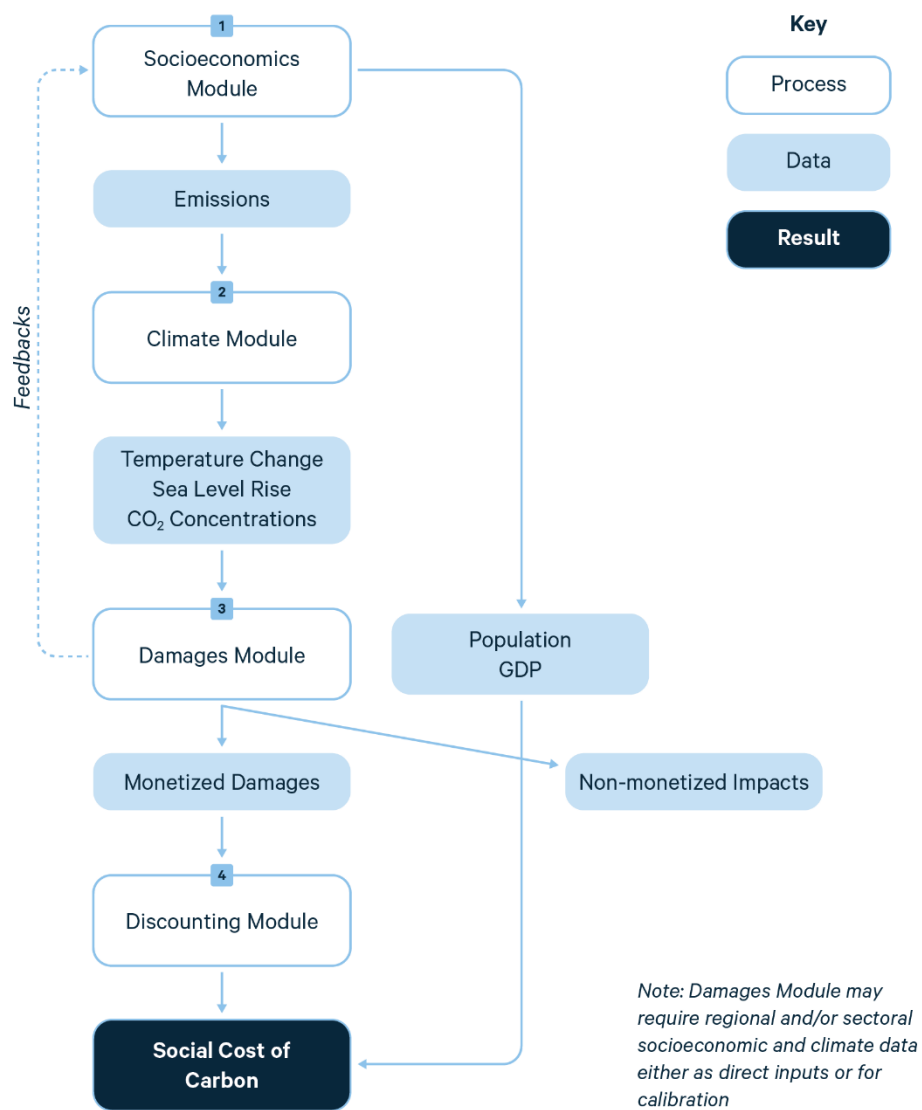 1
Socioeconomics
Module
Emissions
2
Climate Module
Feedbacks
Temperature Change
Sea Level Rise
CO₂ Concentrations
3
Damages Module
Population
GDP
Monetized Damages
Non-monetized Impacts
4
Discounting Module
Social Cost of
Carbon
Key
Process
Data
Result
Note: Damages Module may
require regional and/or sectoral
socioeconomic and climate data
either as direct inputs or for
calibration